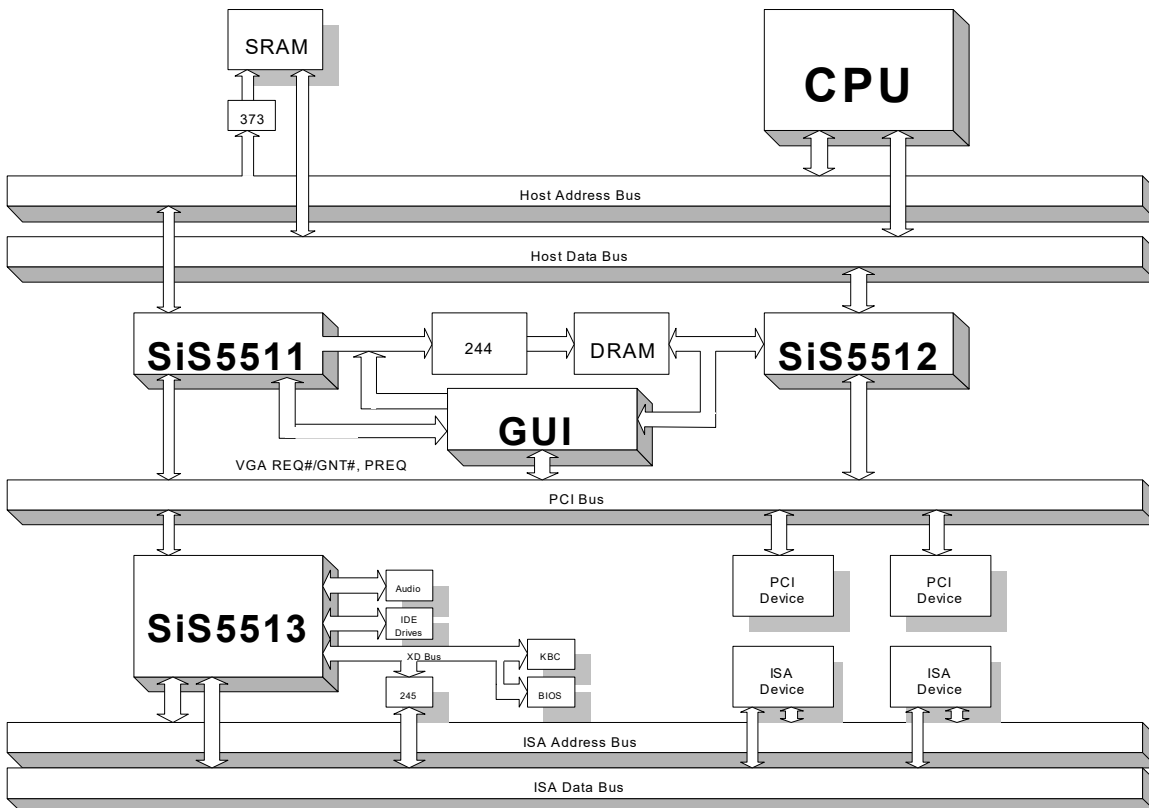 SRAM
CPU
373
Host Address Bus
Host Data Bus
SiS5511
244
DRAM
SiS5512
GUI
VGA REQ#/GNT#, PREQ
PCI Bus
SiS5513
Audio
IDE
Drives
XD Bus
KBC
245
BIOS
PCI
Device
PCI
Device
ISA
Device
ISA
Device
ISA Address Bus
ISA Data Bus